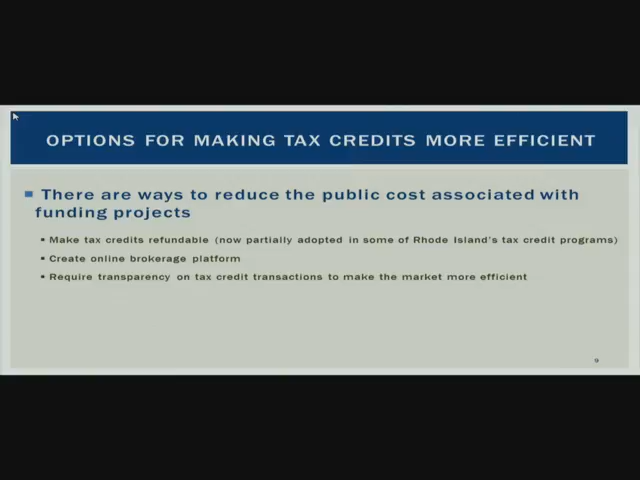 OPTIONS FOR MAKING TAX CREDITS MORE EFFICIENT
There are ways to reduce the public cost associated with
funding projects
Make tax credits refundable (now partially adopted in some of Rhode Island's tax credit programs)
Create online brokerage platform
Require transparency on tax credit transactions to make the market more efficient
9